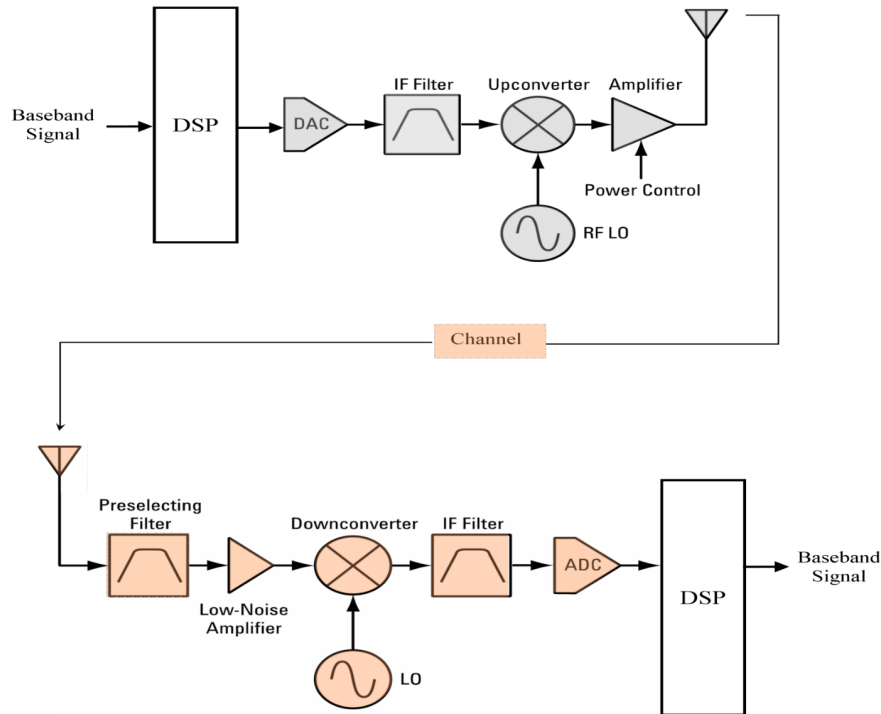 IF Filter
Upconverter
Amplifier
Baseband
Signal
DSP
DAC
Power Control
RF LO
Channel
Preselecting
Filter
Downconverter
IF Filter
ADC
DSP
Baseband
Signal
Low-Noise
Amplifier
LO